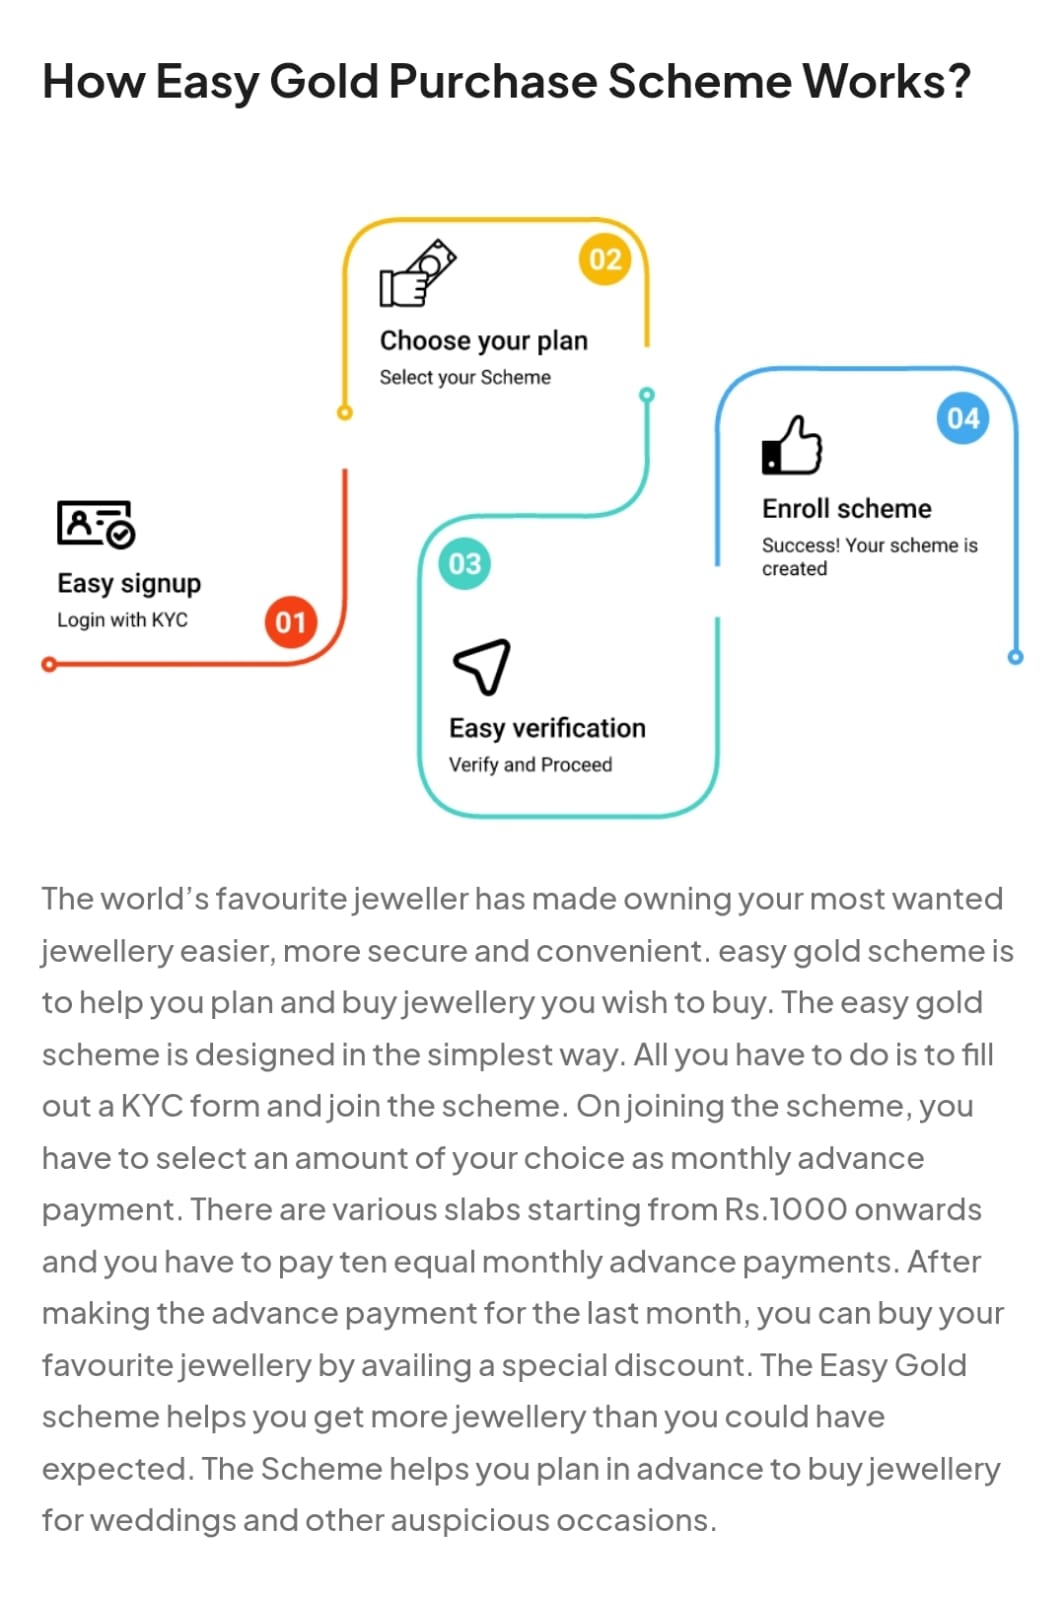 How Easy Gold Purchase Scheme Works?
01
Easy signup
Login with KYC
02
Choose your plan
Select your Scheme
03
Easy verification
Verify and Proceed
04
Enroll scheme
Success! Your scheme is
created
The world's favourite jeweller has made owning your most wanted
jewellery easier, more secure and convenient. easy gold scheme is
to help you plan and buy jewellery you wish to buy. The easy gold
scheme is designed in the simplest way. All you have to do is to fill
out a KYC form and join the scheme. On joining the scheme, you
have to select an amount of your choice as monthly advance
payment. There are various slabs starting from Rs.1000 onwards
and you have to pay ten equal monthly advance payments. After
making the advance payment for the last month, you can buy your
favourite jewellery by availing a special discount. The Easy Gold
scheme helps you get more jewellery than you could have
expected. The Scheme helps you plan in advance to buy jewellery
for weddings and other auspicious occasions.